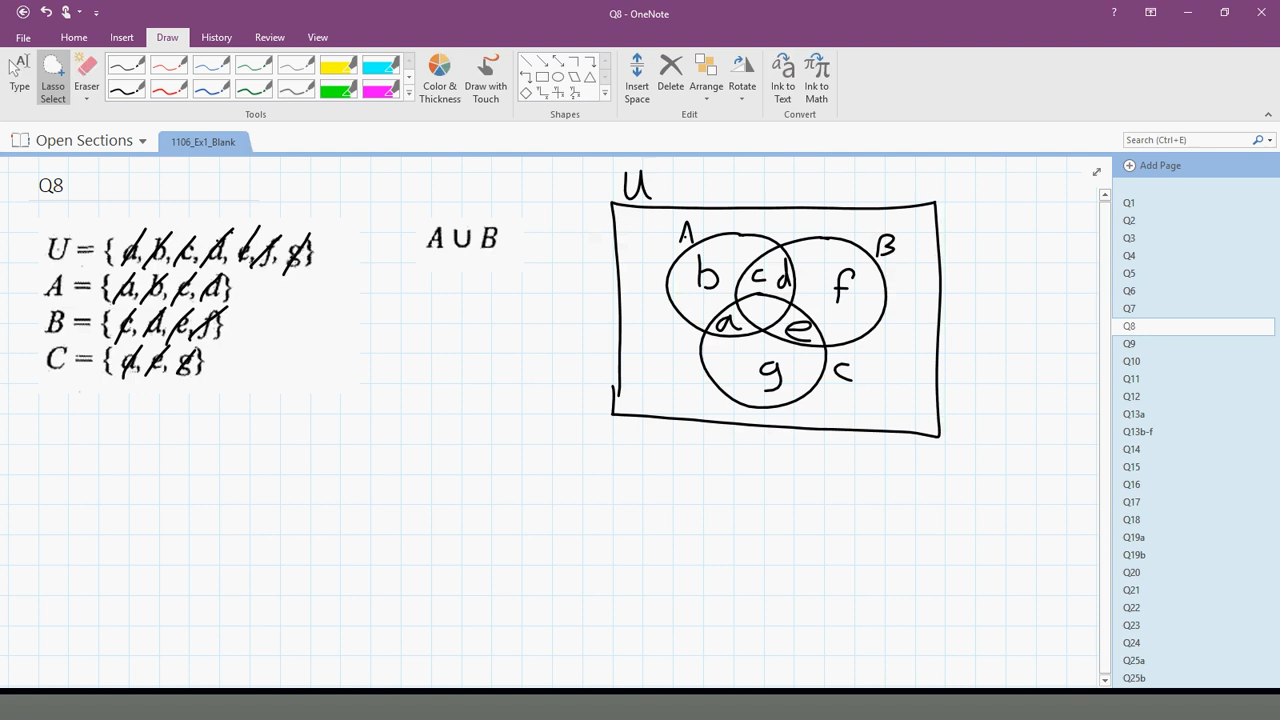 Q8 - OneNote
?
File
Home
Insert
Draw
History
Review
View
Type
Lasso Select
Eraser
Color & Thickness
Draw with Touch
Insert Space
Delete
Arrange
Rotate
Ink to Text
Ink to Math
Tools
Shapes
Edit
Convert
Open Sections
1106_Ex1_Blank
Search (Ctrl+E)
Add Page
Q8
U = { a, b, c, d, e, f, g}
A = {a, b, c, d}
B = {c, d, e, f}
C = { a, e, g}
A ∪ B
U
A
B
b
c d
f
a
e
g
C
Q1
Q2
Q3
Q4
Q5
Q6
Q7
Q8
Q9
Q10
Q11
Q12
Q13a
Q13b-f
Q14
Q15
Q16
Q17
Q18
Q19a
Q19b
Q20
Q21
Q22
Q23
Q24
Q25a
Q25b